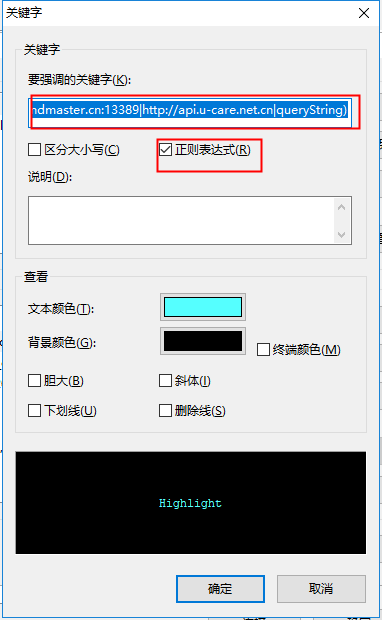 关键字
关键字
要强调的关键字(K):
ndmaster.cn:13389|http://api.u-care.net.cn|queryString)
区分大小写(C)
正则表达式(R)
说明(D):
查看
文本颜色(T):
背景颜色(G):
终端颜色(M)
胆大(B)
斜体(I)
下划线(U)
删除线(S)
Highlight
确定
取消